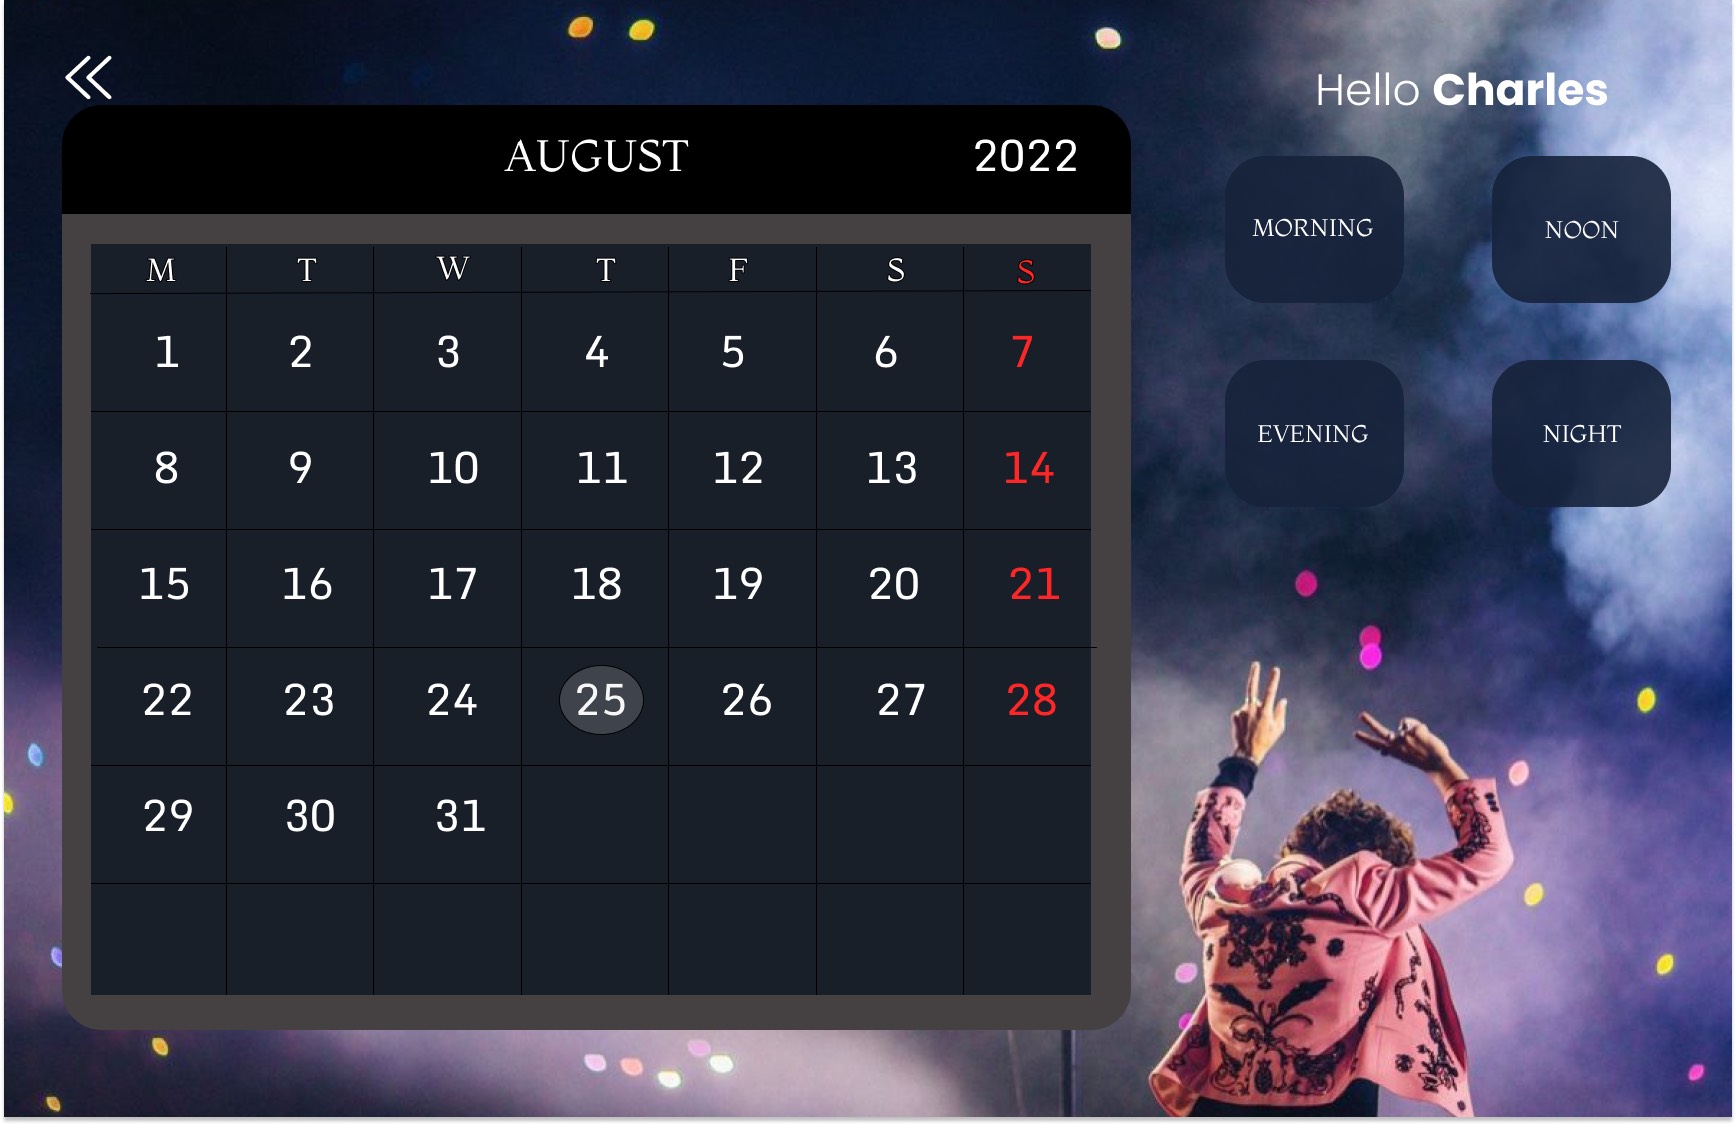 Hello Charles
AUGUST 2022
M T W T F S S
1 2 3 4 5 6 7
8 9 10 11 12 13 14
15 16 17 18 19 20 21
22 23 24 25 26 27 28
29 30 31
MORNING
NOON
EVENING
NIGHT